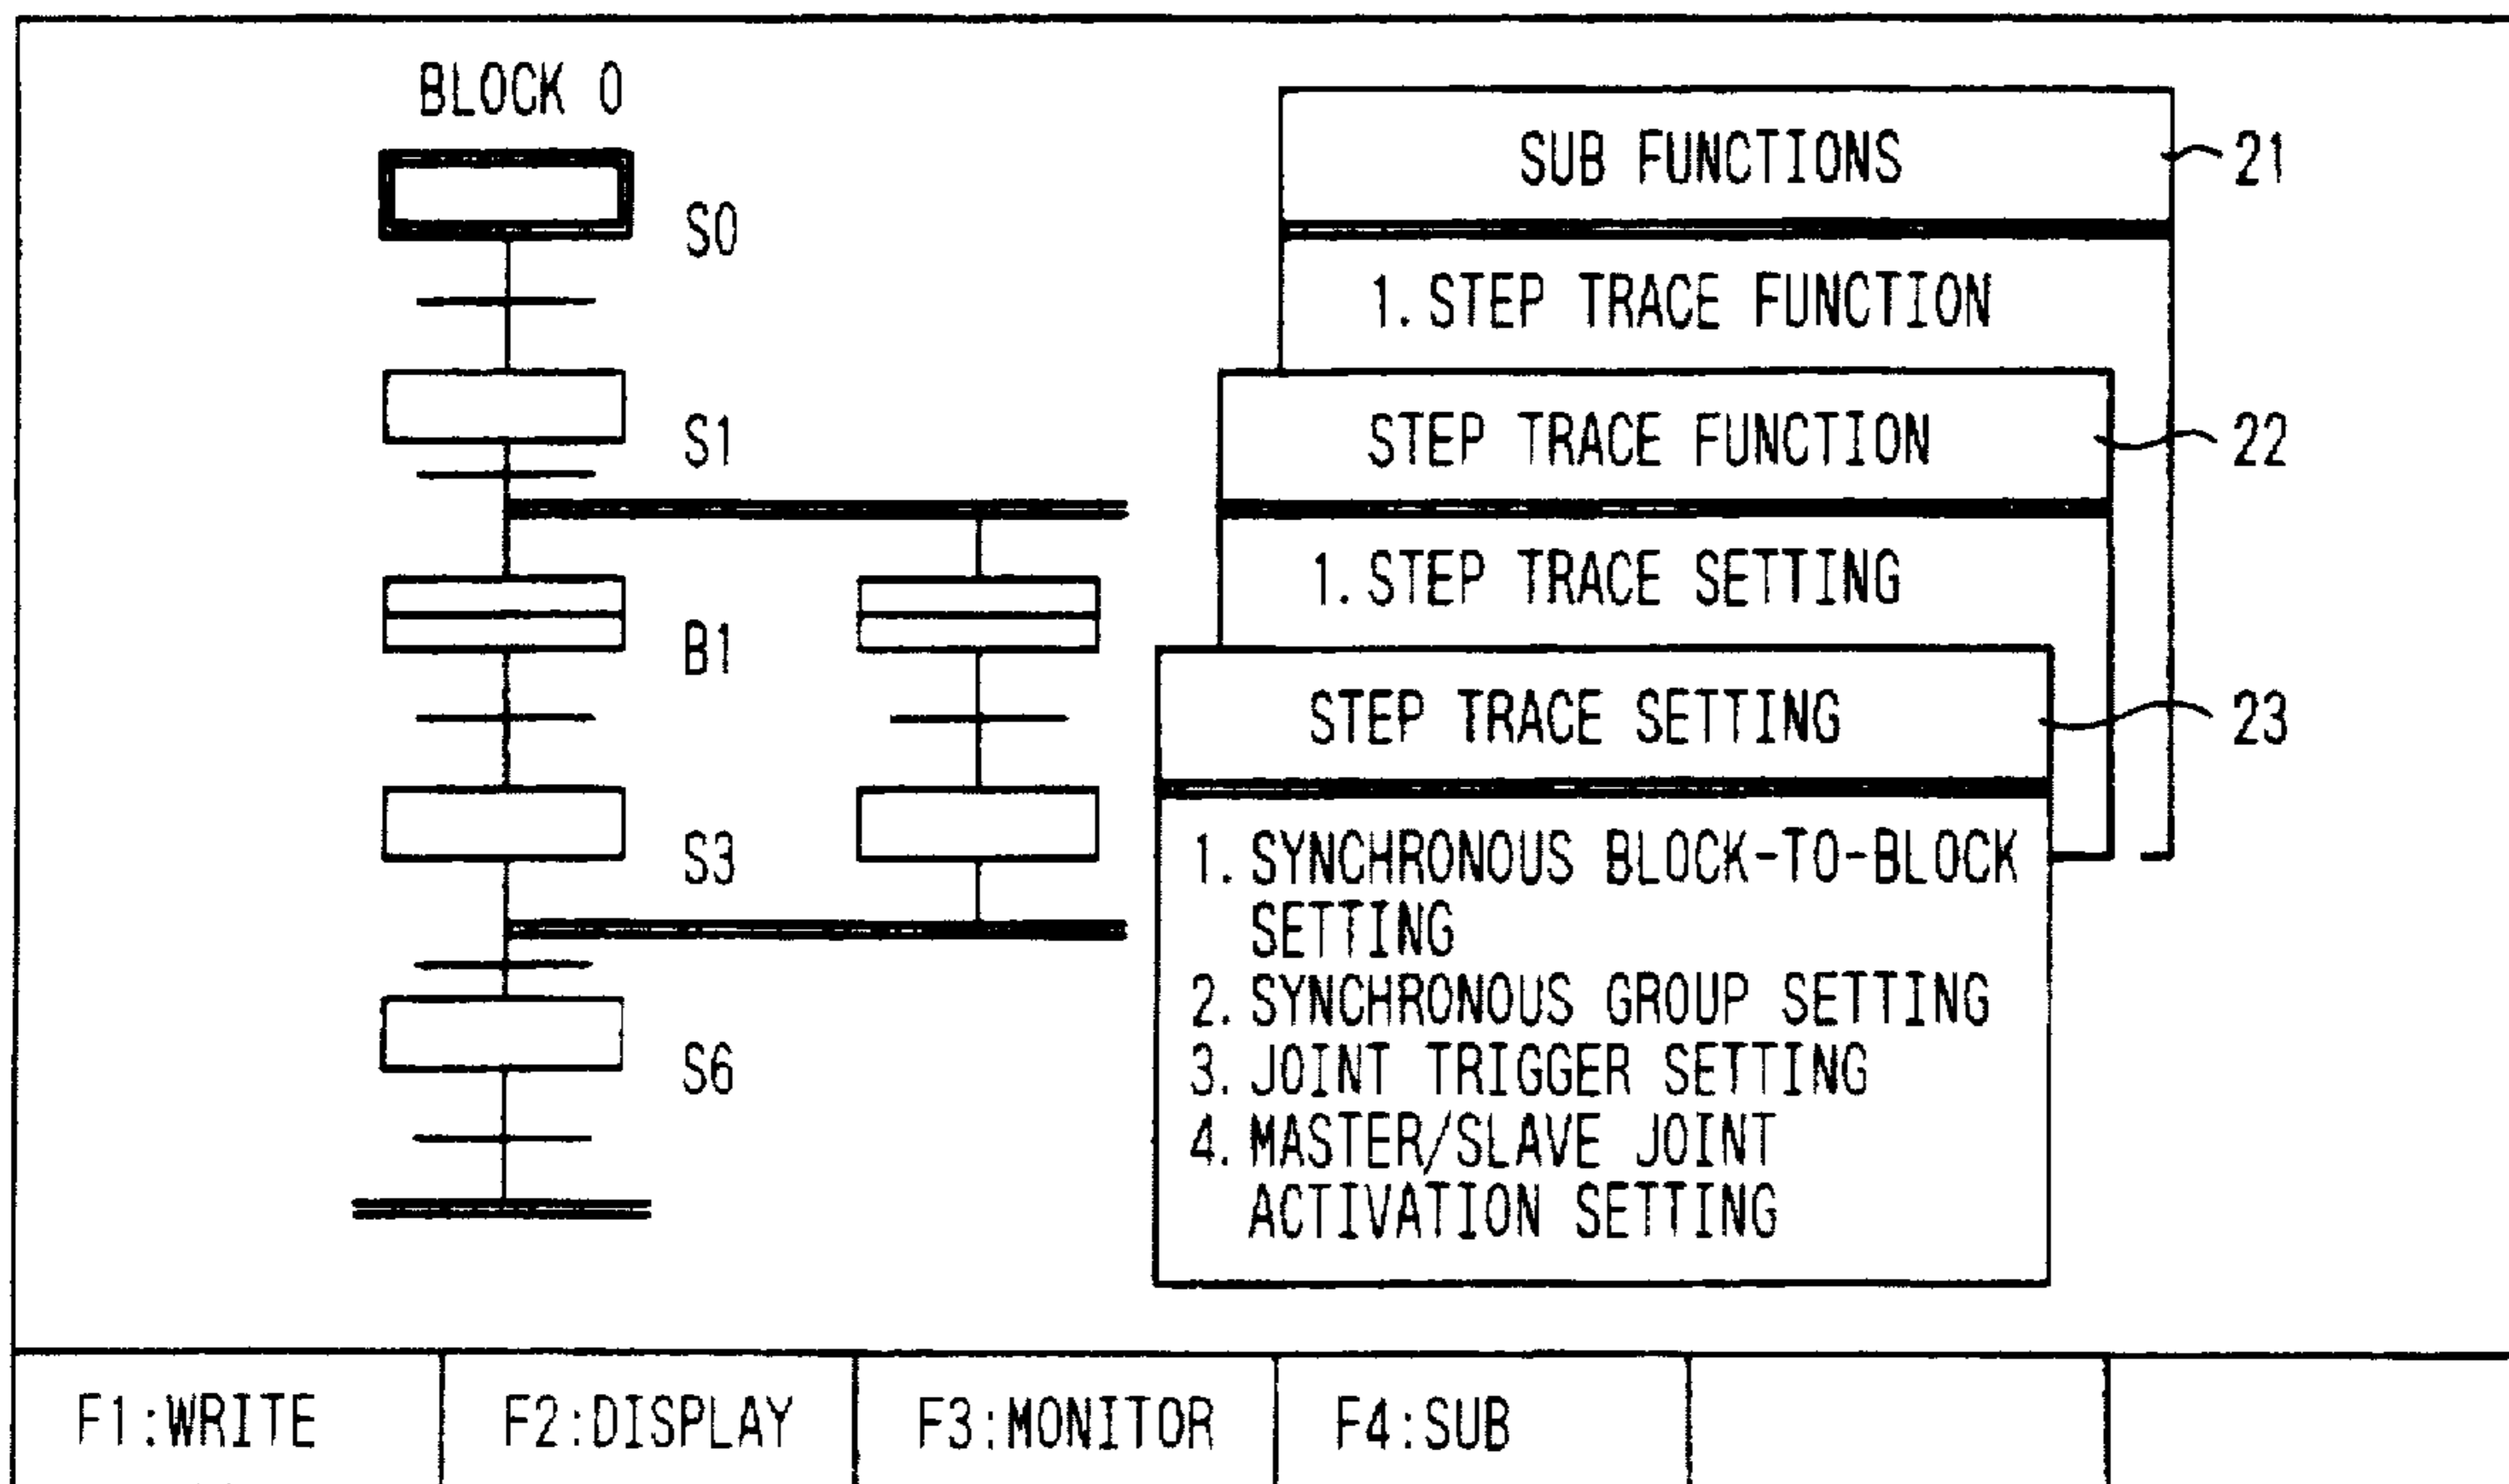 BLOCK 0
S0
S1
B1
S3
S6
SUB FUNCTIONS
21
1. STEP TRACE FUNCTION
STEP TRACE FUNCTION
22
1. STEP TRACE SETTING
STEP TRACE SETTING
23
1. SYNCHRONOUS BLOCK-TO-BLOCK
SETTING
2. SYNCHRONOUS GROUP SETTING
3. JOINT TRIGGER SETTING
4. MASTER/SLAVE JOINT
ACTIVATION SETTING
F1:WRITE
F2:DISPLAY
F3:MONITOR
F4:SUB